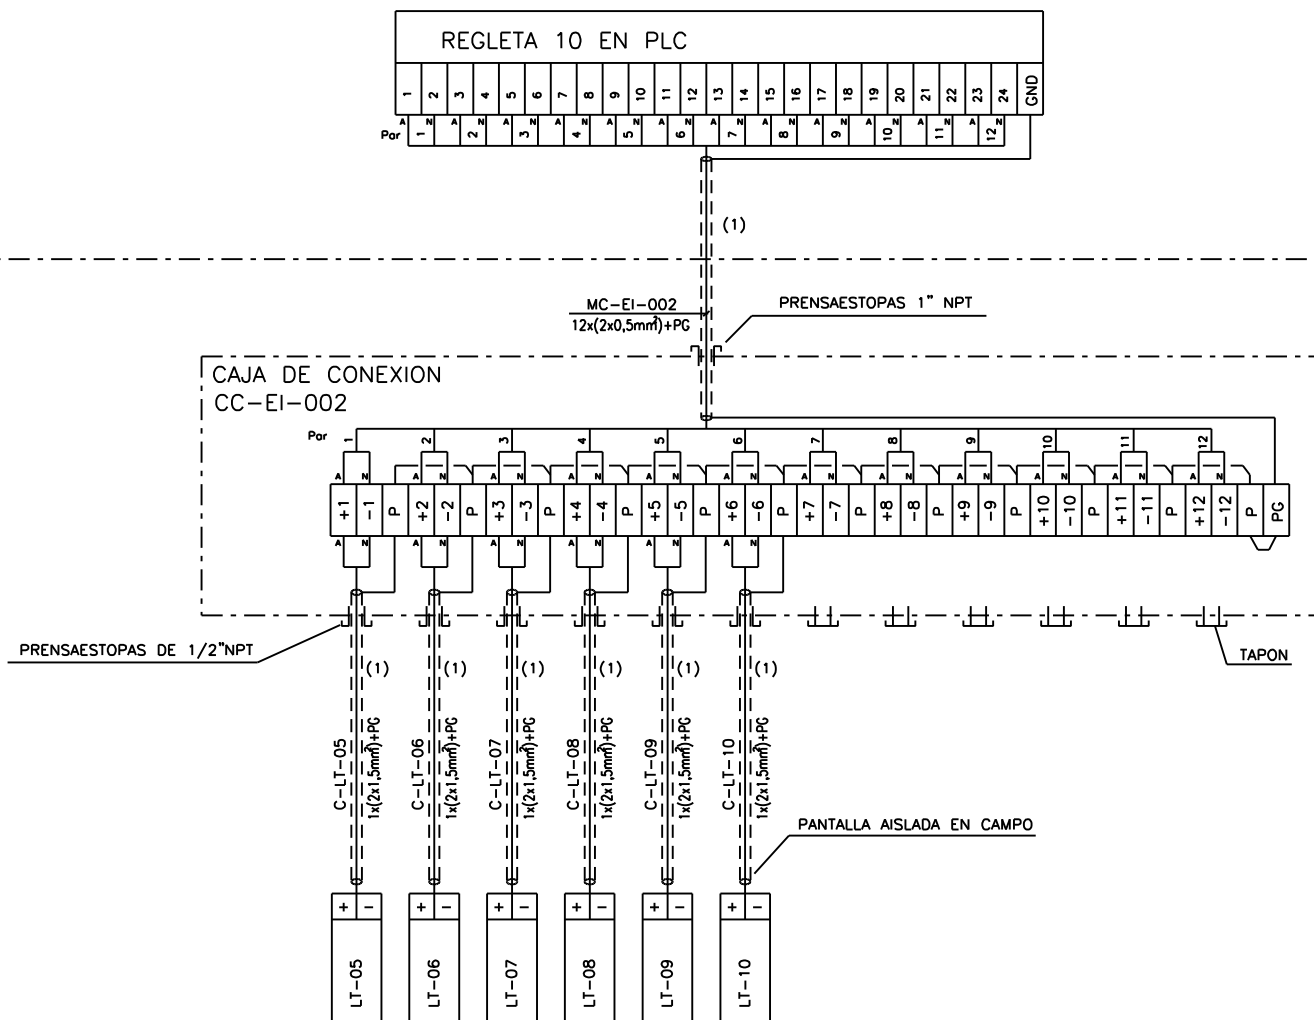 REGLETA 10 EN PLC
1 2 3 4 5 6 7 8 9 10 11 12 13 14 15 16 17 18 19 20 21 22 23 24 GND
A N A N A N A N A N A N A N A N A N A N A N A N
Par 1 2 3 4 5 6 7 8 9 10 11 12
(1)
MC-EI-002
12x(2x0,5mm²)+PG
PRENSAESTOPAS 1" NPT
CAJA DE CONEXION
CC-EI-002
Par 1 2 3 4 5 6 7 8 9 10 11 12
A N A N A N A N A N A N A N A N A N A N A N A N
+1 -1 P +2 -2 P +3 -3 P +4 -4 P +5 -5 P +6 -6 P +7 -7 P +8 -8 P +9 -9 P +10 -10 P +11 -11 P +12 -12 P PG
A N A N A N A N A N A N
PRENSAESTOPAS DE 1/2"NPT
TAPON
(1) (1) (1) (1) (1) (1)
C-LT-05
1x(2x1,5mm²)+PG
C-LT-06
1x(2x1,5mm²)+PG
C-LT-07
1x(2x1,5mm²)+PG
C-LT-08
1x(2x1,5mm²)+PG
C-LT-09
1x(2x1,5mm²)+PG
C-LT-10
1x(2x1,5mm²)+PG
PANTALLA AISLADA EN CAMPO
+ - + - + - + - + - + -
LT-05 LT-06 LT-07 LT-08 LT-09 LT-10